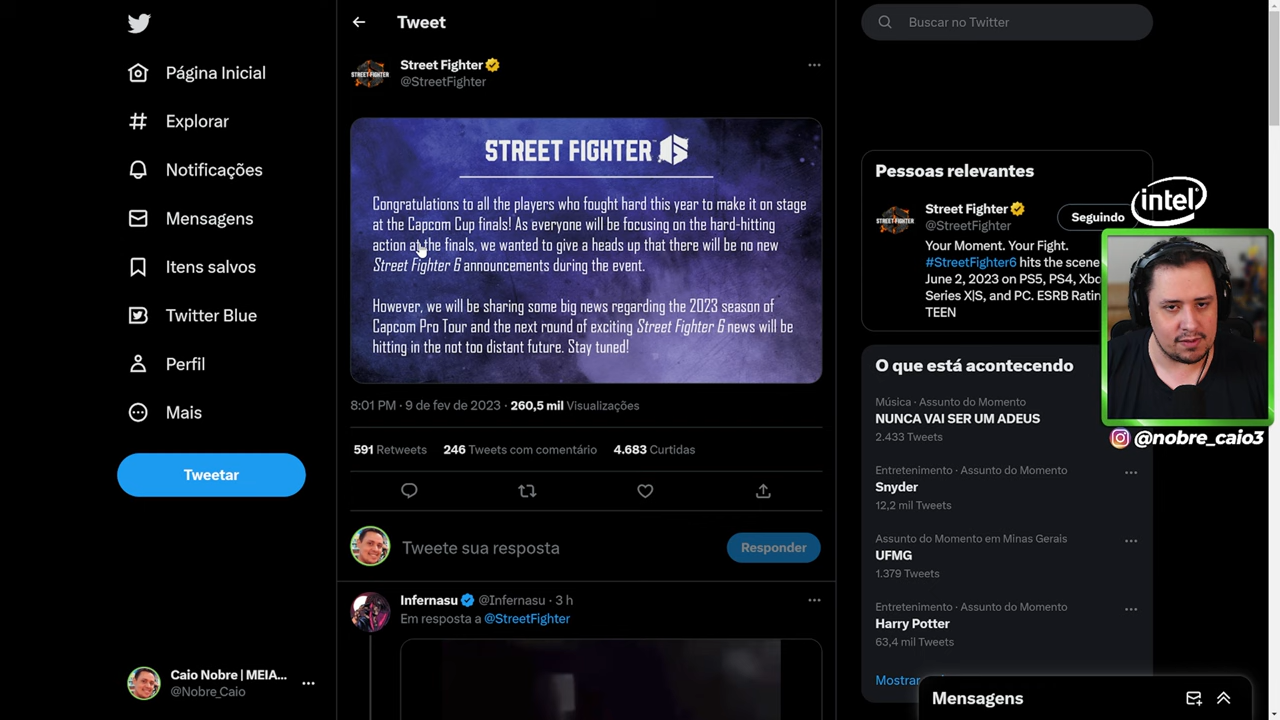 Tweet
Buscar no Twitter
Página Inicial
Explorar
Notificações
Mensagens
Itens salvos
Twitter Blue
Perfil
Mais
Tweetar
Caio Nobre | MEIA...
@Nobre_Caio
Street Fighter
@StreetFighter
STREET FIGHTER
STREET FIGHTER™ 6
Congratulations to all the players who fought hard this year to make it on stage
at the Capcom Cup finals! As everyone will be focusing on the hard-hitting
action at the finals, we wanted to give a heads up that there will be no new
Street Fighter 6 announcements during the event.
However, we will be sharing some big news regarding the 2023 season of
Capcom Pro Tour and the next round of exciting Street Fighter 6 news will be
hitting in the not too distant future. Stay tuned!
8:01 PM · 9 de fev de 2023 · 260,5 mil Visualizações
591 Retweets 246 Tweets com comentário 4.683 Curtidas
Tweete sua resposta
Responder
Infernasu @Infernasu · 3 h
Em resposta a @StreetFighter
Pessoas relevantes
STREET FIGHTER
Street Fighter
@StreetFighter
Seguindo
Your Moment. Your Fight.
#StreetFighter6 hits the scene
June 2, 2023 on PS5, PS4, Xbo
Series X|S, and PC. ESRB Ratin
TEEN
intel
@nobre_caio3
O que está acontecendo
Música · Assunto do Momento
NUNCA VAI SER UM ADEUS
2.433 Tweets
Entretenimento · Assunto do Momento
Snyder
12,2 mil Tweets
Assunto do Momento em Minas Gerais
UFMG
1.379 Tweets
Entretenimento · Assunto do Momento
Harry Potter
63,4 mil Tweets
Mostrar
Mensagens